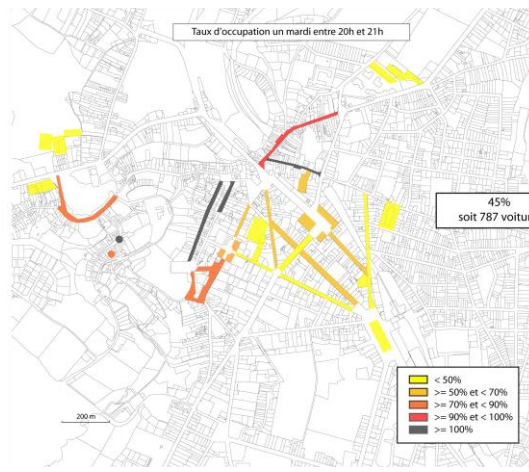 Taux d'occupation un mardi entre 20h et 21h
45%
soit 787 voitur
< 50%
>= 50% et < 70%
>= 70% et < 90%
>= 90% et < 100%
>= 100%
200 m